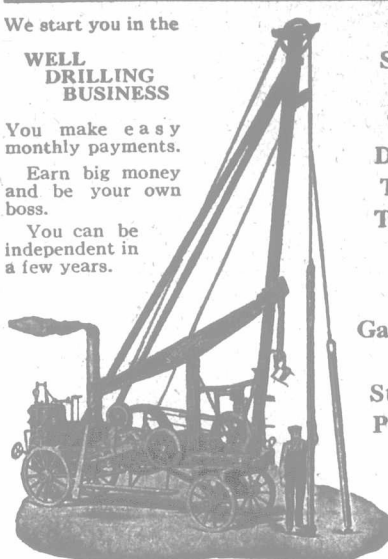 We start you in the
WELL
DRILLING
BUSINESS
You make easy
monthly payments.
Earn big money
and be your own
boss.
You can be
independent in
a few years.
S
D
T
T
Ga
P